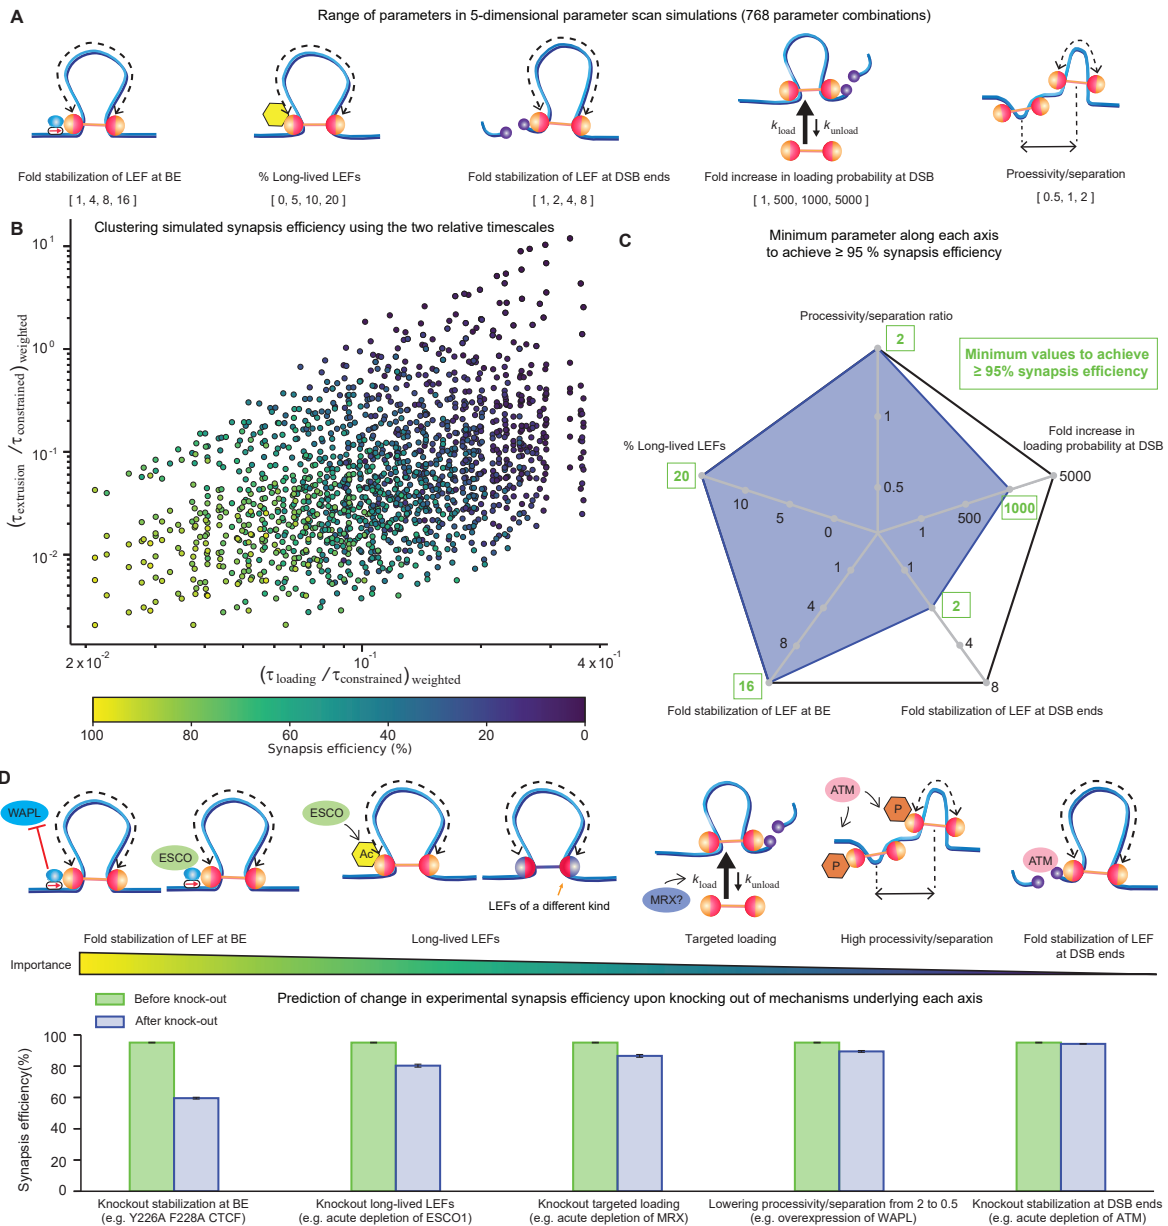 A
Range of parameters in 5-dimensional parameter scan simulations (768 parameter combinations)
k load
k unload
Fold stabilization of LEF at BE
% Long-lived LEFs
Fold stabilization of LEF at DSB ends
Fold increase in loading probability at DSB
Proessivity/separation
[ 1, 4, 8, 16 ]
[ 0, 5, 10, 20 ]
[ 1, 2, 4, 8 ]
[ 1, 500, 1000, 5000 ]
[ 0.5, 1, 2 ]
B
Clustering simulated synapsis efficiency using the two relative timescales
(τextrusion / τconstrained)weighted
10^1
10^0
10^-1
10^-2
2 x 10^-2
10^-1
4 x 10^-1
(τloading / τconstrained)weighted
100
80
60
40
20
0
Synapsis efficiency (%)
C
Minimum parameter along each axis
to achieve ≥ 95 % synapsis efficiency
Processivity/separation ratio
2
1
0.5
Minimum values to achieve
≥ 95% synapsis efficiency
Fold increase in
loading probability at DSB
5000
1000
500
1
% Long-lived LEFs
20
10
5
0
1
4
8
16
1
2
4
8
Fold stabilization of LEF at BE
Fold stabilization of LEF at DSB ends
D
WAPL
ESCO
ESCO
Ac
LEFs of a different kind
MRX?
k load
k unload
ATM
P
P
ATM
Fold stabilization of LEF at BE
Long-lived LEFs
Targeted loading
High processivity/separation
Fold stabilization of LEF
at DSB ends
Importance
Before knock-out
After knock-out
Prediction of change in experimental synapsis efficiency upon knocking out of mechanisms underlying each axis
Synapsis efficiency(%)
100
80
60
40
20
0
Knockout stabilization at BE
(e.g. Y226A F228A CTCF)
Knockout long-lived LEFs
(e.g. acute depletion of ESCO1)
Knockout targeted loading
(e.g. acute depletion of MRX)
Lowering processivity/separation from 2 to 0.5
(e.g. overexpression of WAPL)
Knockout stabilization at DSB ends
(e.g. acute depletion of ATM)